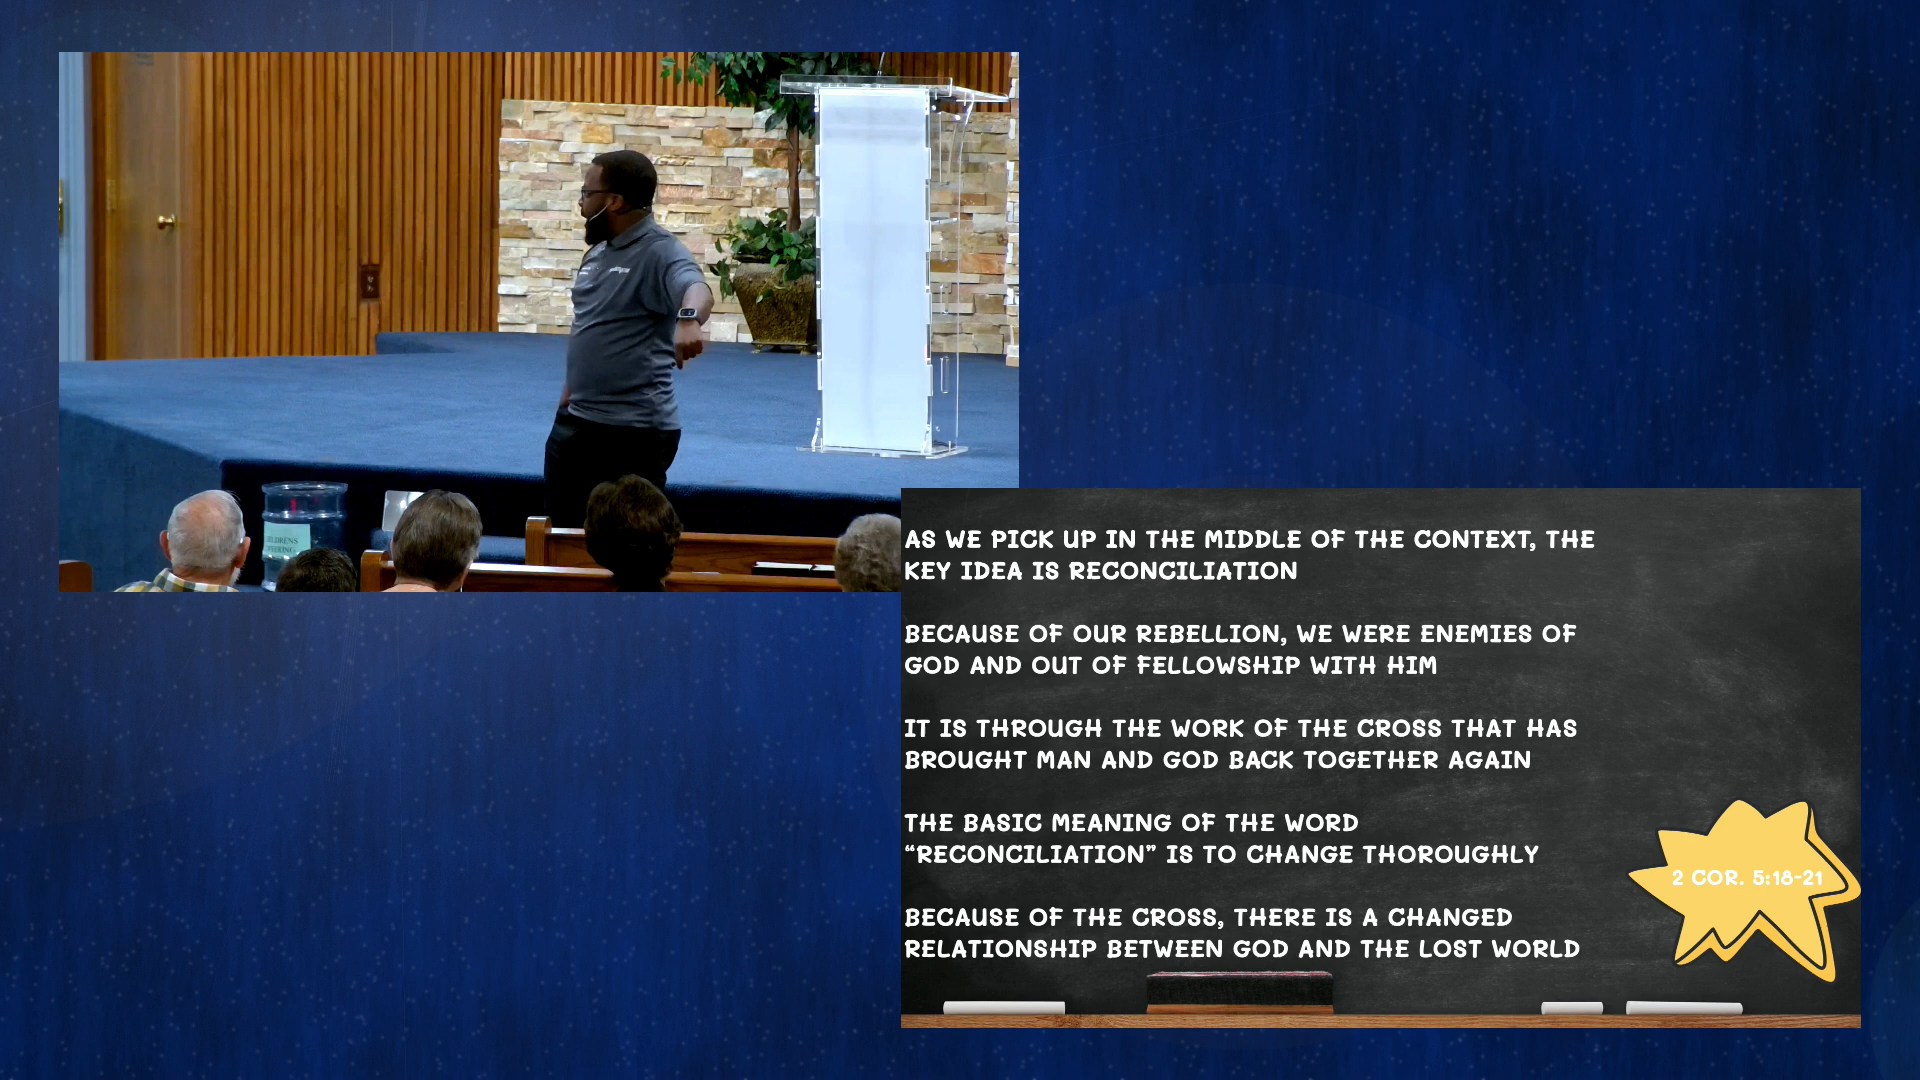 OFFERING
AS WE PICK UP IN THE MIDDLE OF THE CONTEXT, THE
KEY IDEA IS RECONCILIATION
BECAUSE OF OUR REBELLION, WE WERE ENEMIES OF
GOD AND OUT OF FELLOWSHIP WITH HIM
IT IS THROUGH THE WORK OF THE CROSS THAT HAS
BROUGHT MAN AND GOD BACK TOGETHER AGAIN
THE BASIC MEANING OF THE WORD
“RECONCILIATION” IS TO CHANGE THOROUGHLY
BECAUSE OF THE CROSS, THERE IS A CHANGED
RELATIONSHIP BETWEEN GOD AND THE LOST WORLD
2 COR. 5:18-21